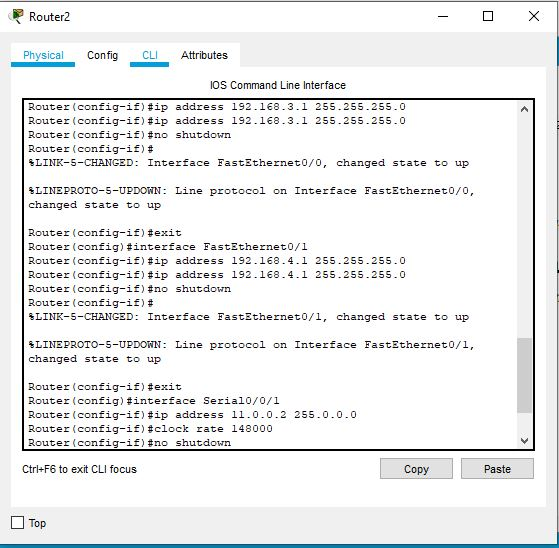 Router2
Physical Config CLI Attributes
IOS Command Line Interface
Router(config-if)#ip address 192.168.3.1 255.255.255.0
Router(config-if)#ip address 192.168.3.1 255.255.255.0
Router(config-if)#no shutdown
Router(config-if)#
%LINK-5-CHANGED: Interface FastEthernet0/0, changed state to up
%LINEPROTO-5-UPDOWN: Line protocol on Interface FastEthernet0/0,
changed state to up
Router(config-if)#exit
Router(config)#interface FastEthernet0/1
Router(config-if)#ip address 192.168.4.1 255.255.255.0
Router(config-if)#ip address 192.168.4.1 255.255.255.0
Router(config-if)#no shutdown
Router(config-if)#
%LINK-5-CHANGED: Interface FastEthernet0/1, changed state to up
%LINEPROTO-5-UPDOWN: Line protocol on Interface FastEthernet0/1,
changed state to up
Router(config-if)#exit
Router(config)#interface Serial0/0/1
Router(config-if)#ip address 11.0.0.2 255.0.0.0
Router(config-if)#clock rate 148000
Router(config-if)#no shutdown
Ctrl+F6 to exit CLI focus
Copy Paste
Top